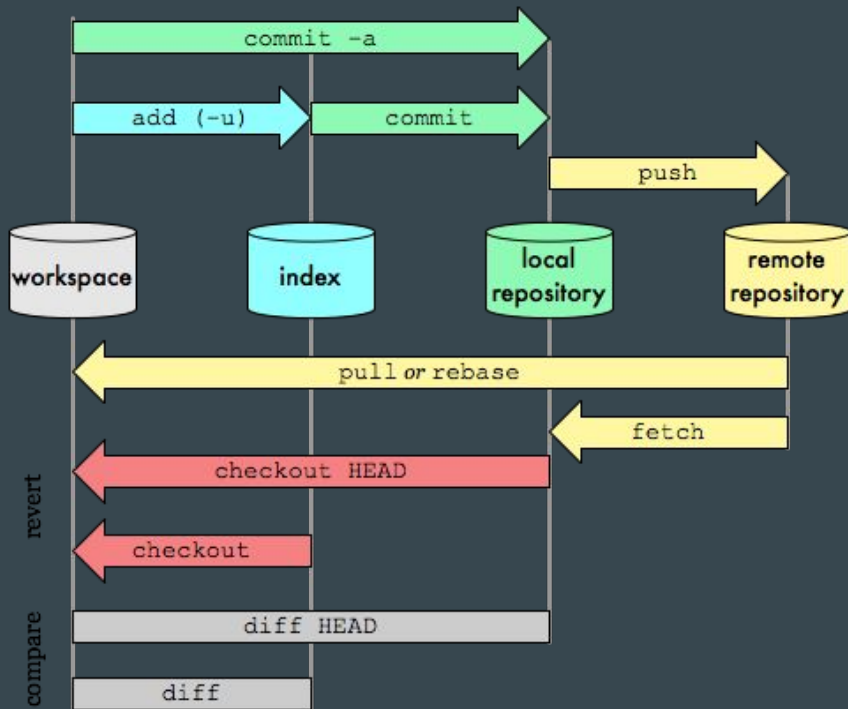 commit -a
add (-u)
commit
push
workspace
index
local
repository
remote
repository
pull or rebase
fetch
revert
checkout HEAD
checkout
compare
diff HEAD
diff